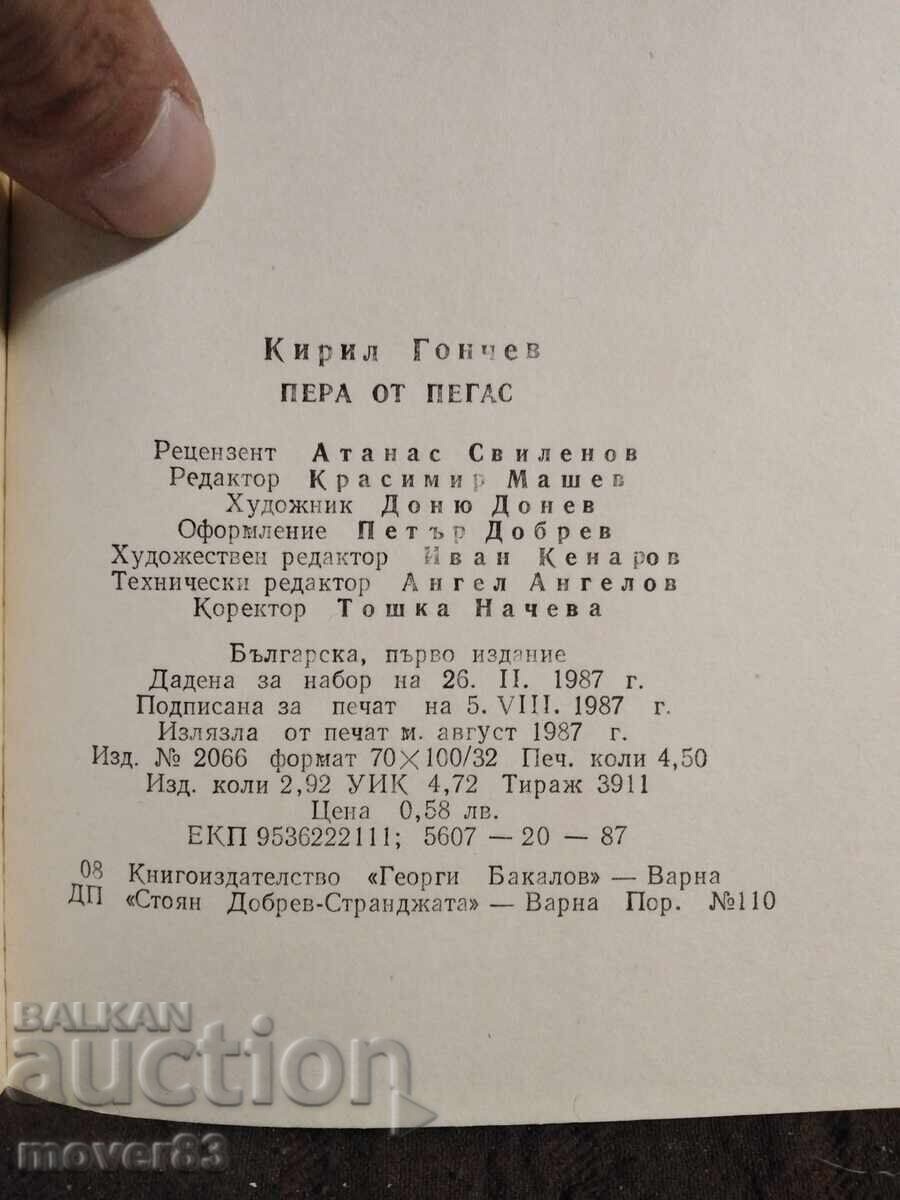 Кирил Гончев
ПЕРА ОТ ПЕГАС
Рецензент Атанас Свиленов
Редактор Красимир Машев
Художник Доню Донев
Оформление Петър Добрев
Художествен редактор Иван Кенаров
Технически редактор Ангел Ангелов
Коректор Тошка Начева
Българска, първо издание
Дадена за набор на 26. II. 1987 г.
Подписана за печат на 5. VIII. 1987 г.
Излязла от печат м. август 1987 г.
Изд. № 2066 формат 70×100/32 Печ. коли 4,50
Изд. коли 2,92 УИК 4,72 Тираж 3911
Цена 0,58 лв.
ЕКП 9536222111; 5607 — 20 — 87
08 Книгоиздателство «Георги Бакалов» — Варна
ДП «Стоян Добрев-Странджата» — Варна Пор. №110
BALKAN
auction
mover83